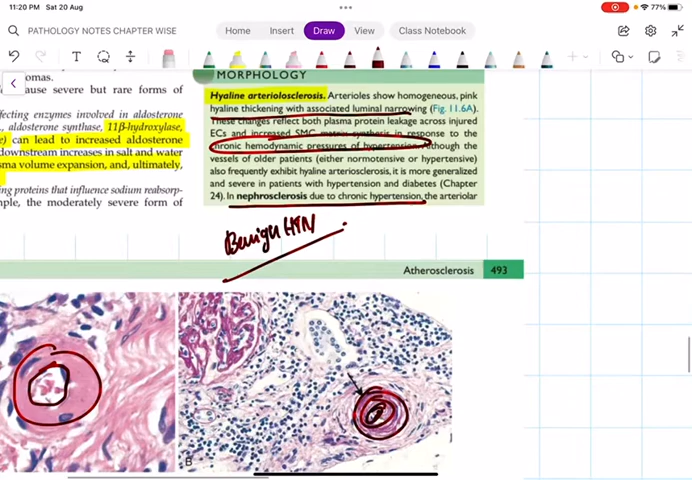 11:20 PM Sat 20 Aug
77%
PATHOLOGY NOTES CHAPTER WISE
Home Insert Draw View Class Notebook
omas.
cause severe but rare forms of
ffecting enzymes involved in aldosterone
., aldosterone synthase, 11β-hydroxylase,
e) can lead to increased aldosterone
downstream increases in salt and water
sma volume expansion, and, ultimately,
ing proteins that influence sodium reabsorp-
mple, the moderately severe form of
MORPHOLOGY
Hyaline arteriolosclerosis. Arterioles show homogeneous, pink
hyaline thickening with associated luminal narrowing (Fig. 11.6A).
These changes reflect both plasma protein leakage across injured
ECs and increased SMC matrix synthesis in response to the
chronic hemodynamic pressures of hypertension. Although the
vessels of older patients (either normotensive or hypertensive)
also frequently exhibit hyaline arteriolosclerosis, it is more generalized
and severe in patients with hypertension and diabetes (Chapter
24). In nephrosclerosis due to chronic hypertension, the arteriolar
Benign HTN
Atherosclerosis 493
B